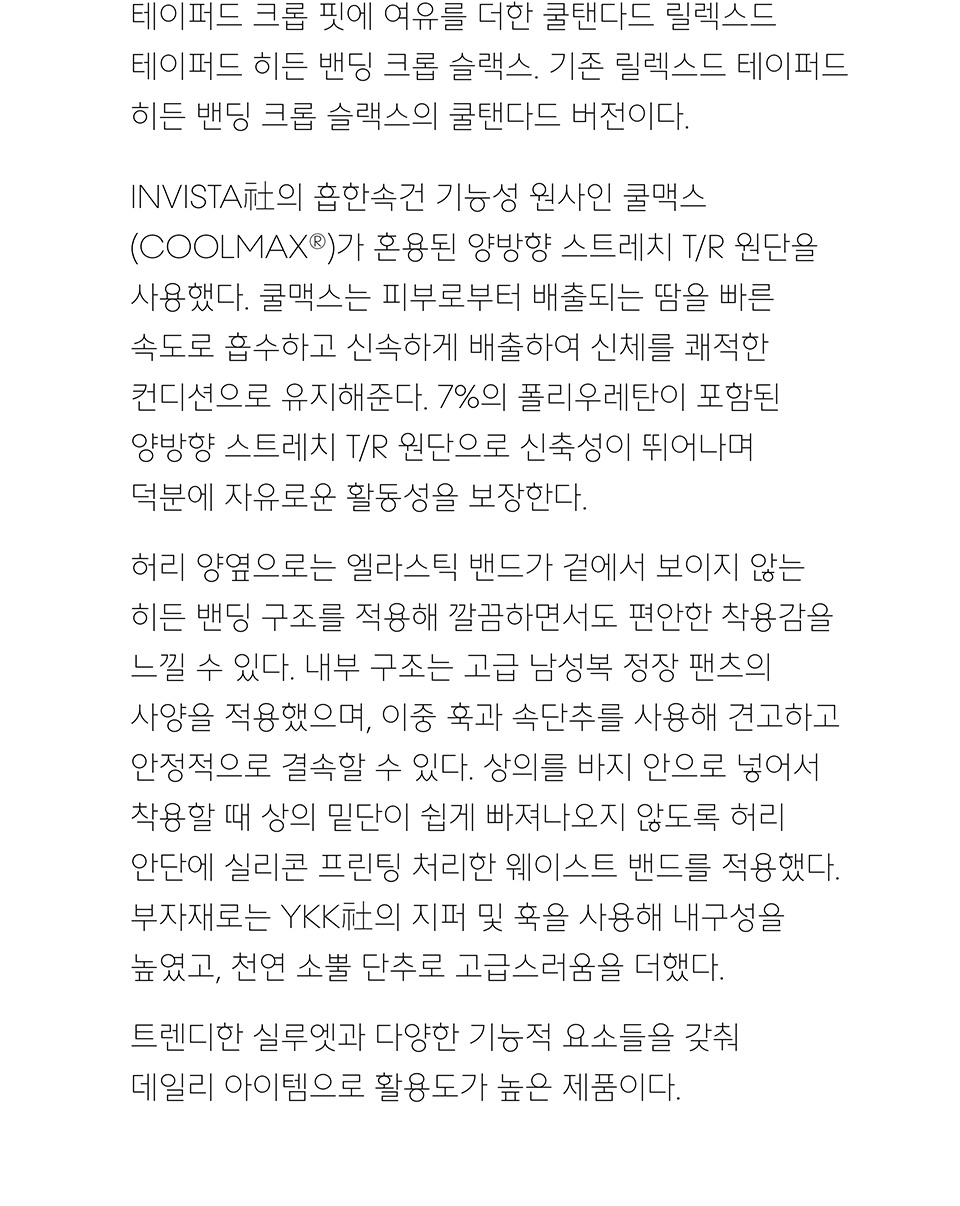 테이퍼드 크롭 핏에 여유를 더한 쿨탠다드 릴렉스드
테이퍼드 히든 밴딩 크롭 슬랙스. 기존 릴렉스드 테이퍼드
히든 밴딩 크롭 슬랙스의 쿨탠다드 버전이다.
INVISTA社의 흡한속건 기능성 원사인 쿨맥스
(COOLMAX®)가 혼용된 양방향 스트레치 T/R 원단을
사용했다. 쿨맥스는 피부로부터 배출되는 땀을 빠른
속도로 흡수하고 신속하게 배출하여 신체를 쾌적한
컨디션으로 유지해준다. 7%의 폴리우레탄이 포함된
양방향 스트레치 T/R 원단으로 신축성이 뛰어나며
덕분에 자유로운 활동성을 보장한다.
허리 양옆으로는 엘라스틱 밴드가 겉에서 보이지 않는
히든 밴딩 구조를 적용해 깔끔하면서도 편안한 착용감을
느낄 수 있다. 내부 구조는 고급 남성복 정장 팬츠의
사양을 적용했으며, 이중 훅과 속단추를 사용해 견고하고
안정적으로 결속할 수 있다. 상의를 바지 안으로 넣어서
착용할 때 상의 밑단이 쉽게 빠져나오지 않도록 허리
안단에 실리콘 프린팅 처리한 웨이스트 밴드를 적용했다.
부자재로는 YKK社의 지퍼 및 훅을 사용해 내구성을
높였고, 천연 소뿔 단추로 고급스러움을 더했다.
트렌디한 실루엣과 다양한 기능적 요소들을 갖춰
데일리 아이템으로 활용도가 높은 제품이다.